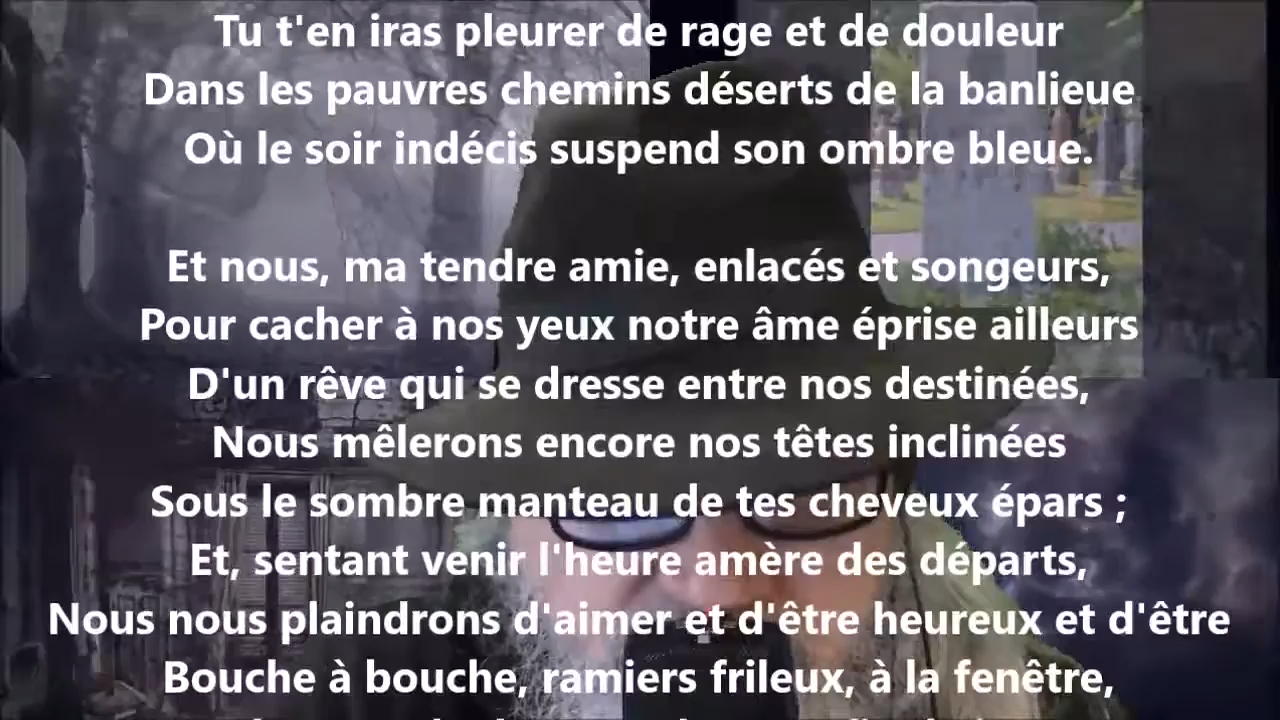 Tu t'en iras pleurer de rage et de douleur
Dans les pauvres chemins déserts de la banlieue
Où le soir indécis suspend son ombre bleue.
Et nous, ma tendre amie, enlacés et songeurs,
Pour cacher à nos yeux notre âme éprise ailleurs
D'un rêve qui se dresse entre nos destinées,
Nous mêlerons encore nos têtes inclinées
Sous le sombre manteau de tes cheveux épars ;
Et, sentant venir l'heure amère des départs,
Nous nous plaindrons d'aimer et d'être heureux et d'être
Bouche à bouche, ramiers frileux, à la fenêtre,